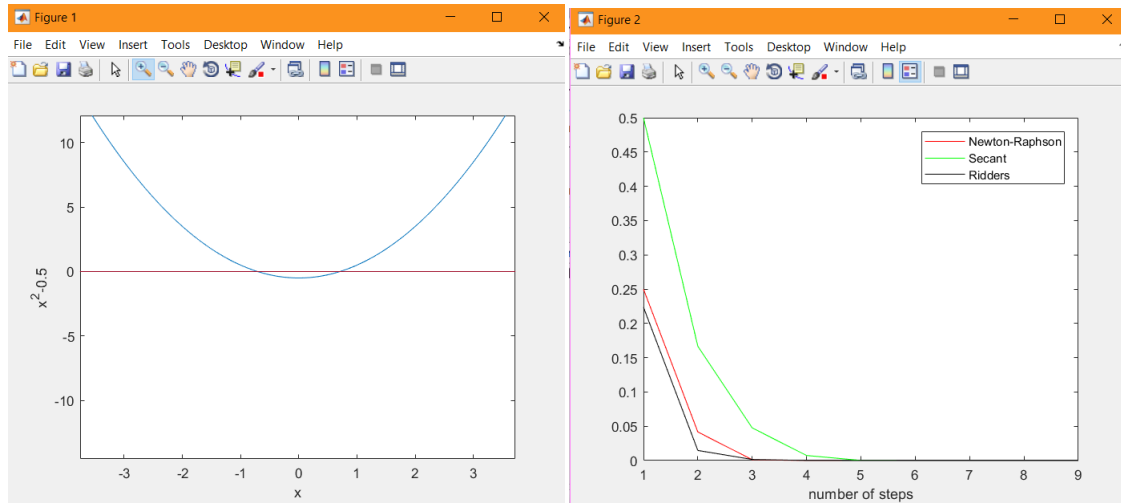 Figure 1
File Edit View Insert Tools Desktop Window Help
10
5
0
-5
-10
x²-0.5
-3 -2 -1 0 1 2 3
x
Figure 2
File Edit View Insert Tools Desktop Window Help
0.5
0.45
0.4
0.35
0.3
0.25
0.2
0.15
0.1
0.05
0
Newton-Raphson
Secant
Ridders
1 2 3 4 5 6 7 8 9
number of steps